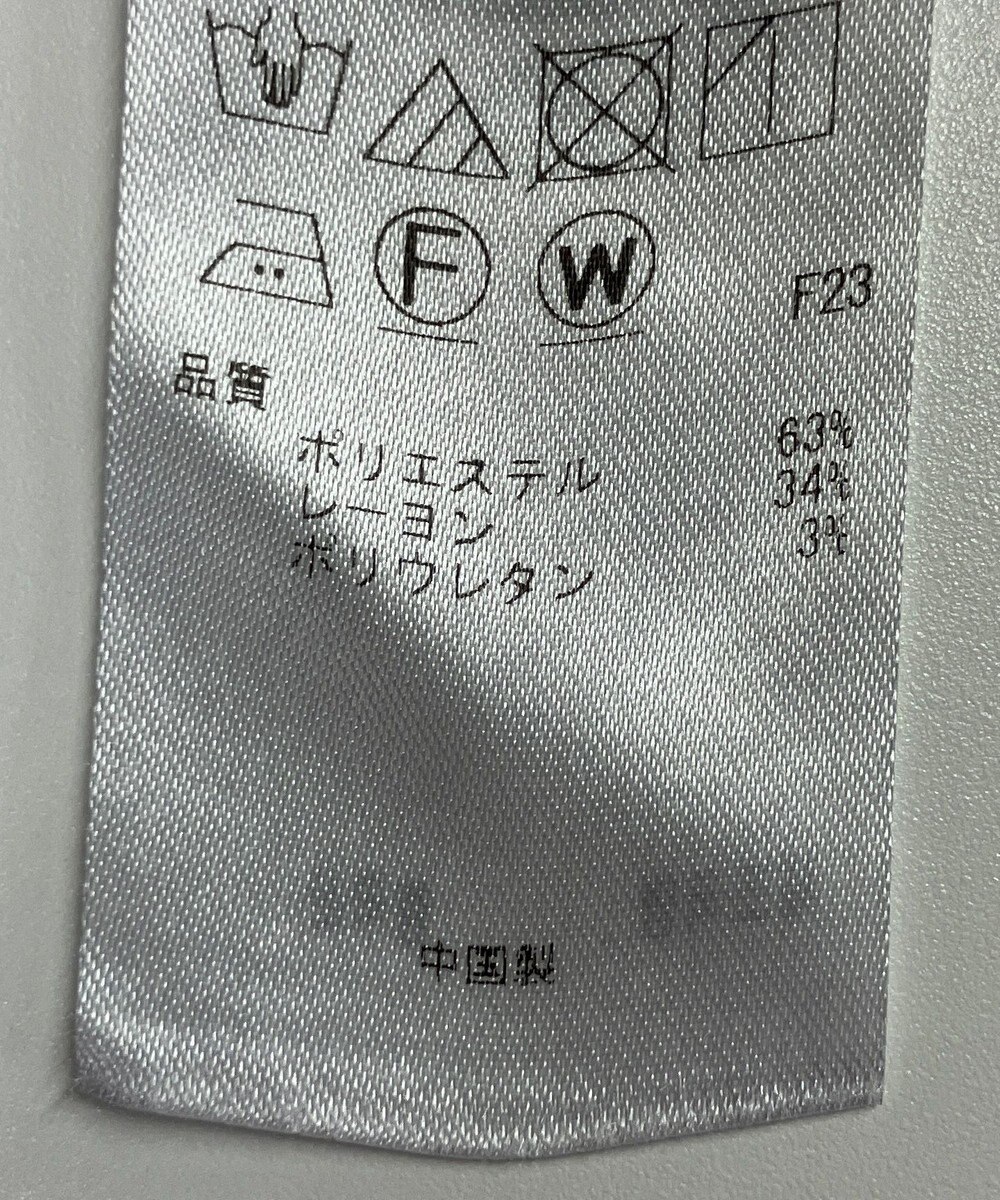 F W F23
品質
ポリエステル 63%
レーヨン 34%
ポリウレタン 3%
中国製